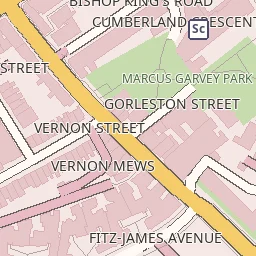 BISHOP KING'S ROAD
CUMBERLAND CRESCENT
Sc
STREET
MARCUS GARVEY PARK
GORLESTON STREET
VERNON STREET
VERNON MEWS
FITZ-JAMES AVENUE